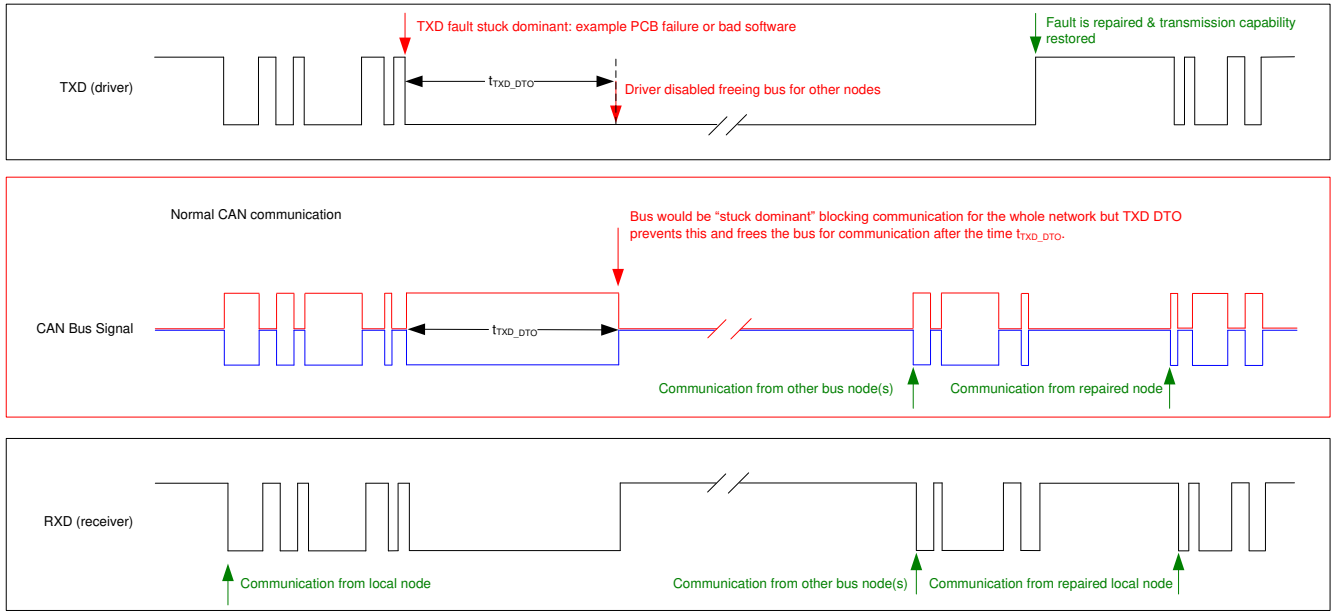 TXD fault stuck dominant: example PCB failure or bad software
Fault is repaired & transmission capability
restored
TXD (driver)
tTXD_DTO
Driver disabled freeing bus for other nodes
Normal CAN communication
Bus would be “stuck dominant” blocking communication for the whole network but TXD DTO
prevents this and frees the bus for communication after the time tTXD_DTO.
CAN Bus Signal
tTXD_DTO
Communication from other bus node(s)
Communication from repaired node
RXD (receiver)
Communication from local node
Communication from other bus node(s)
Communication from repaired local node